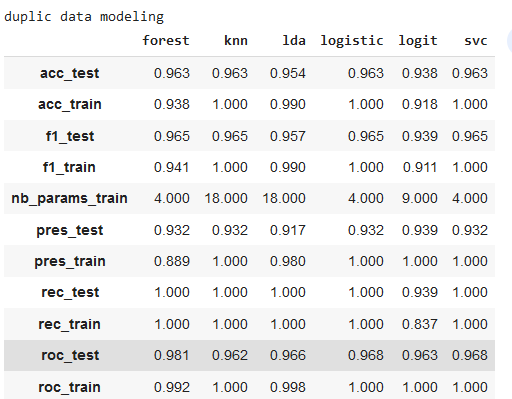 duplic data modeling
forest knn lda logistic logit svc
acc_test 0.963 0.963 0.954 0.963 0.938 0.963
acc_train 0.938 1.000 0.990 1.000 0.918 1.000
f1_test 0.965 0.965 0.957 0.965 0.939 0.965
f1_train 0.941 1.000 0.990 1.000 0.911 1.000
nb_params_train 4.000 18.000 18.000 4.000 9.000 4.000
pres_test 0.932 0.932 0.917 0.932 0.939 0.932
pres_train 0.889 1.000 0.980 1.000 1.000 1.000
rec_test 1.000 1.000 1.000 1.000 0.939 1.000
rec_train 1.000 1.000 1.000 1.000 0.837 1.000
roc_test 0.981 0.962 0.966 0.968 0.963 0.968
roc_train 0.992 1.000 0.998 1.000 1.000 1.000